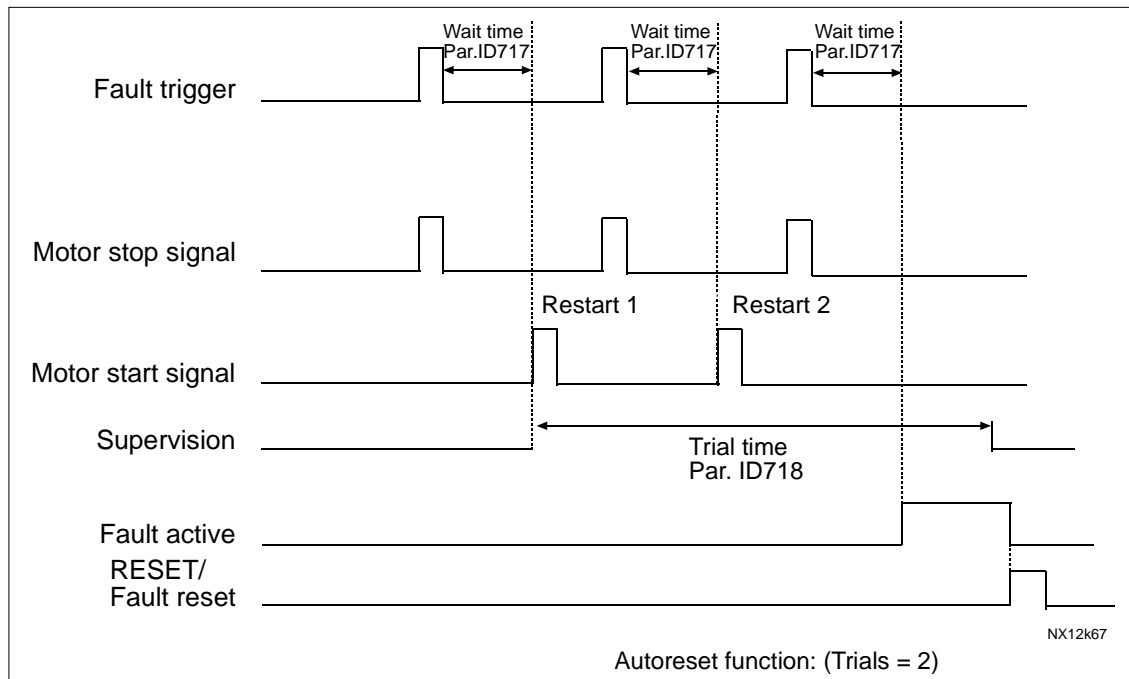 Wait time Wait time Wait time
Par.ID717 Par.ID717 Par.ID717
Fault trigger
Motor stop signal
Restart 1 Restart 2
Motor start signal
Supervision
Trial time
Par. ID718
Fault active
RESET/
Fault reset
NX12k67
Autoreset function: (Trials = 2)